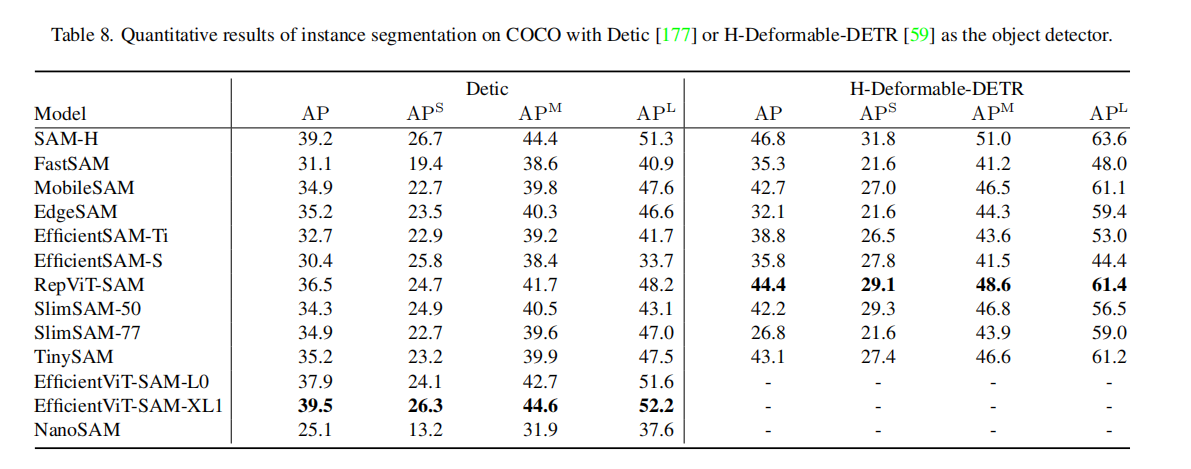 Table 8. Quantitative results of instance segmentation on COCO with Detic [177] or H-Deformable-DETR [59] as the object detector.
Detic H-Deformable-DETR
Model AP AP^S AP^M AP^L AP AP^S AP^M AP^L
SAM-H 39.2 26.7 44.4 51.3 46.8 31.8 51.0 63.6
FastSAM 31.1 19.4 38.6 40.9 35.3 21.6 41.2 48.0
MobileSAM 34.9 22.7 39.8 47.6 42.7 27.0 46.5 61.1
EdgeSAM 35.2 23.5 40.3 46.6 32.1 21.6 44.3 59.4
EfficientSAM-Ti 32.7 22.9 39.2 41.7 38.8 26.5 43.6 53.0
EfficientSAM-S 30.4 25.8 38.4 33.7 35.8 27.8 41.5 44.4
RepViT-SAM 36.5 24.7 41.7 48.2 44.4 29.1 48.6 61.4
SlimSAM-50 34.3 24.9 40.5 43.1 42.2 29.3 46.8 56.5
SlimSAM-77 34.9 22.7 39.6 47.0 26.8 21.6 43.9 59.0
TinySAM 35.2 23.2 39.9 47.5 43.1 27.4 46.6 61.2
EfficientViT-SAM-L0 37.9 24.1 42.7 51.6 - - - -
EfficientViT-SAM-XL1 39.5 26.3 44.6 52.2 - - - -
NanoSAM 25.1 13.2 31.9 37.6 - - - -